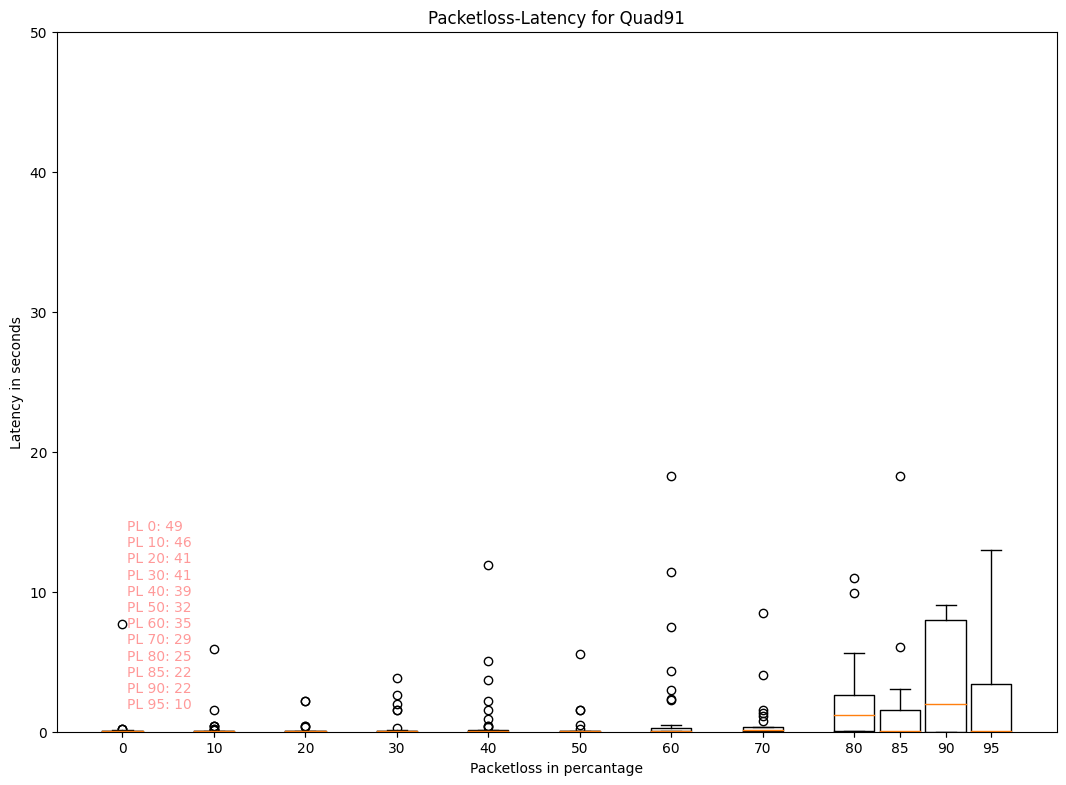 Packetloss-Latency for Quad91
50
40
30
20
10
0
Latency in seconds
PL 0: 49
PL 10: 46
PL 20: 41
PL 30: 41
PL 40: 39
PL 50: 32
PL 60: 35
PL 70: 29
PL 80: 25
PL 85: 22
PL 90: 22
PL 95: 10
0 10 20 30 40 50 60 70 80 85 90 95
Packetloss in percantage